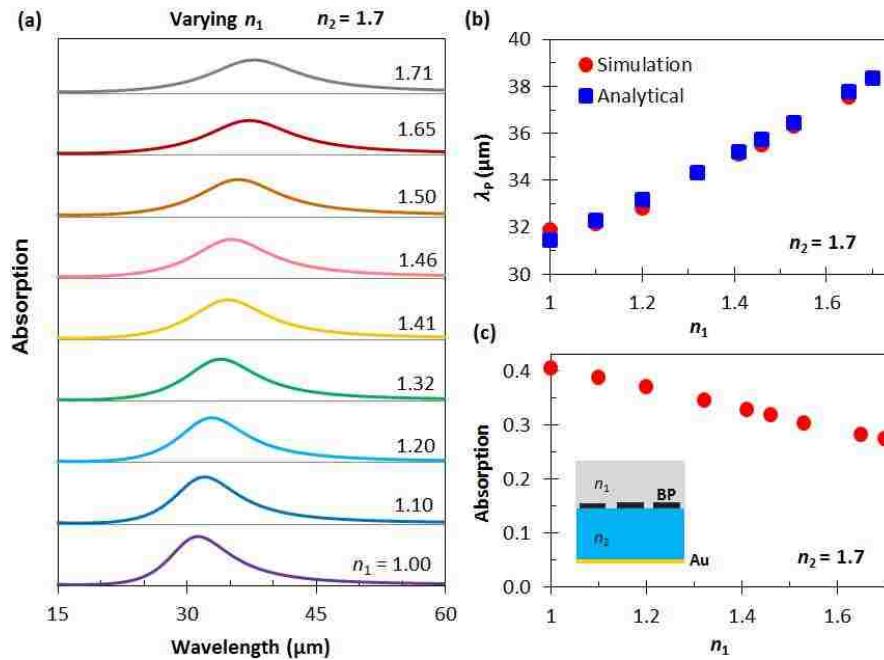 (a) Varying n₁ n₂ = 1.7
1.71
1.65
1.50
1.46
1.41
1.32
1.20
1.10
n₁ = 1.00
Absorption
15 30 45 60
Wavelength (μm)
(b)
40
38
36
34
32
30
λₚ (μm)
Simulation
Analytical
n₂ = 1.7
1 1.2 1.4 1.6
n₁
(c)
0.4
0.3
0.2
0.1
0.0
Absorption
n₁
BP
n₂
Au
n₂ = 1.7
1 1.2 1.4 1.6
n₁